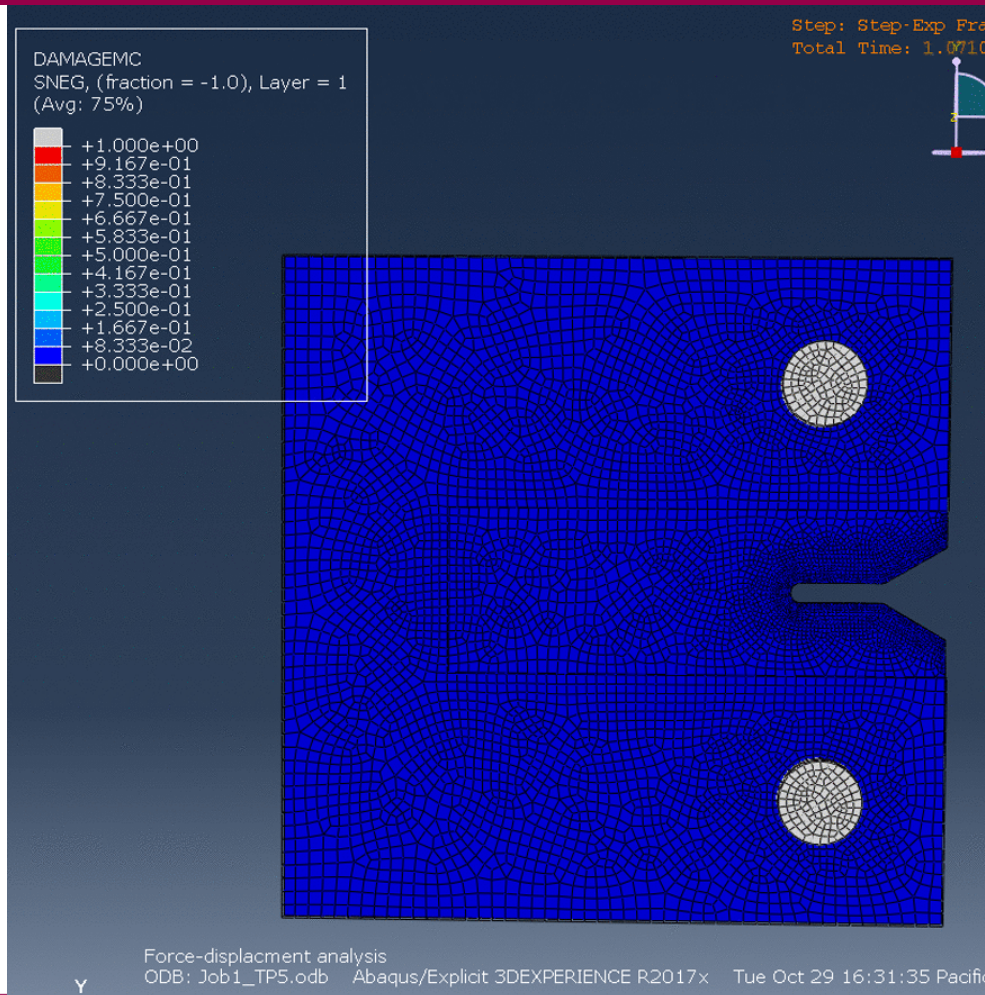 DAMAGEMC
SNEG, (fraction = -1.0), Layer = 1
(Avg: 75%)
+1.000e+00
+9.167e-01
+8.333e-01
+7.500e-01
+6.667e-01
+5.833e-01
+5.000e-01
+4.167e-01
+3.333e-01
+2.500e-01
+1.667e-01
+8.333e-02
+0.000e+00
Step: Step-Exp Fra
Total Time: 1.0710
Y
Z
Force-displacment analysis
ODB: Job1_TP5.odb Abaqus/Explicit 3DEXPERIENCE R2017x Tue Oct 29 16:31:35 Pacific
Y